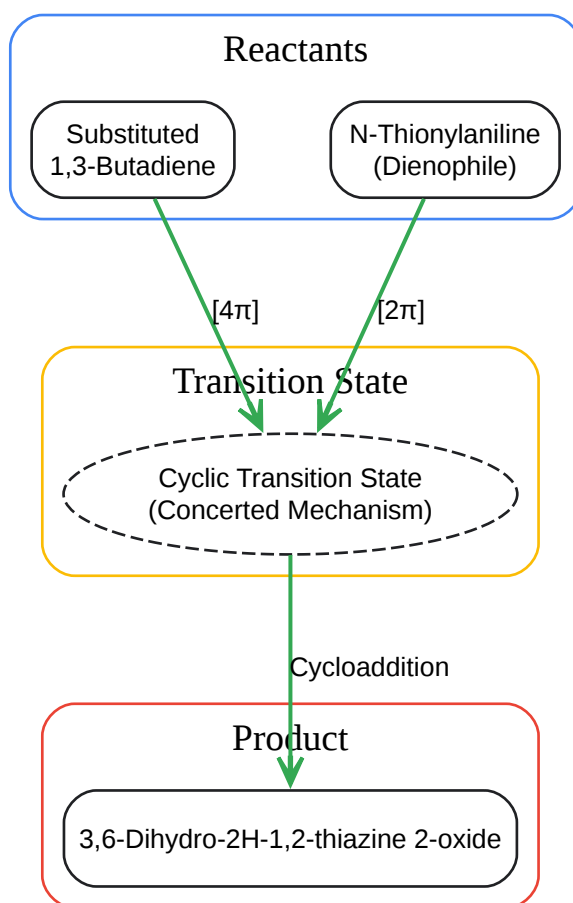 Reactants
Substituted
1,3-Butadiene
N-Thionylaniline
(Dienophile)
[4π]
[2π]
Transition State
Cyclic Transition State
(Concerted Mechanism)
Cycloaddition
Product
3,6-Dihydro-2H-1,2-thiazine 2-oxide